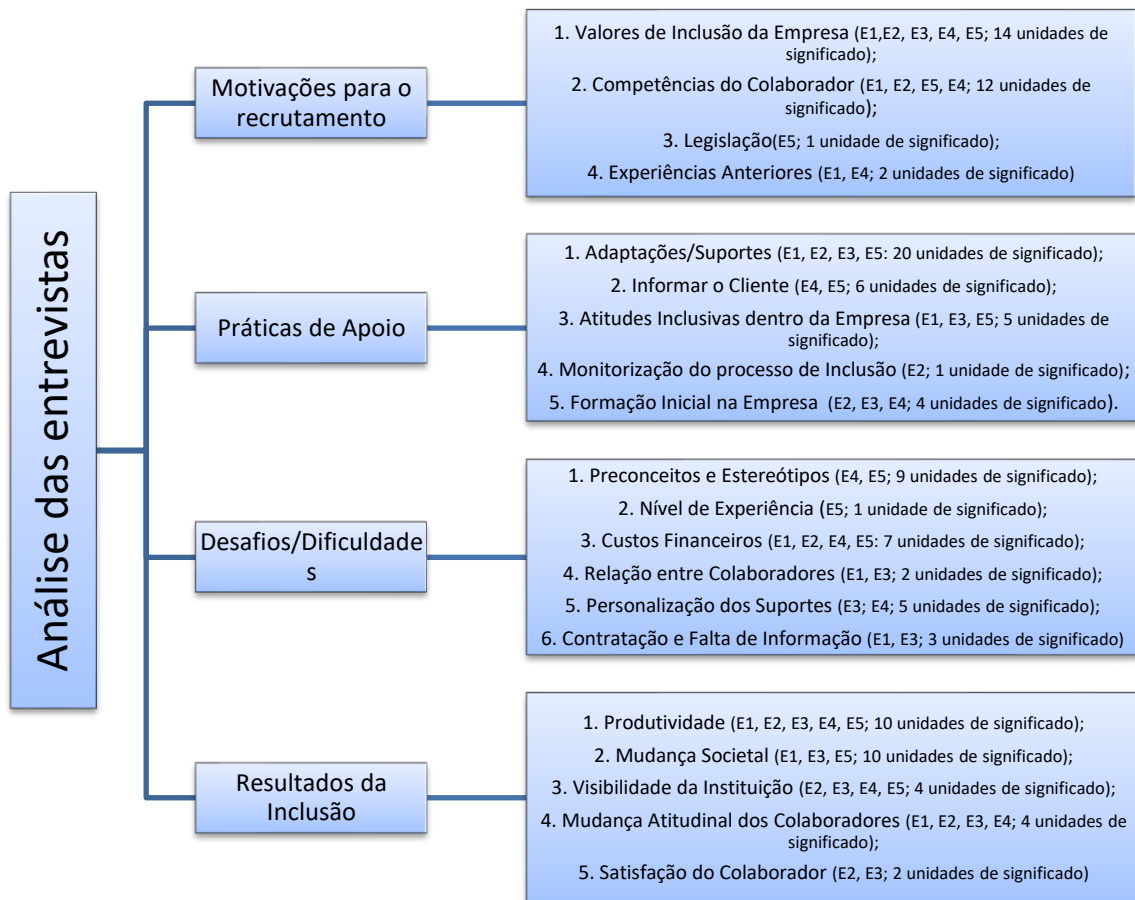 Análise das entrevistas
Motivações para o
recrutamento
1. Valores de Inclusão da Empresa (E1,E2, E3, E4, E5; 14 unidades de
significado);
2. Competências do Colaborador (E1, E2, E5, E4; 12 unidades de
significado);
3. Legislação(E5; 1 unidade de significado);
4. Experiências Anteriores (E1, E4; 2 unidades de significado)
Práticas de Apoio
1. Adaptações/Suportes (E1, E2, E3, E5: 20 unidades de significado);
2. Informar o Cliente (E4, E5; 6 unidades de significado);
3. Atitudes Inclusivas dentro da Empresa (E1, E3, E5; 5 unidades de
significado);
4. Monitorização do processo de Inclusão (E2; 1 unidade de significado);
5. Formação Inicial na Empresa (E2, E3, E4; 4 unidades de significado).
Desafios/Dificuldade
s
1. Preconceitos e Estereótipos (E4, E5; 9 unidades de significado);
2. Nível de Experiência (E5; 1 unidade de significado);
3. Custos Financeiros (E1, E2, E4, E5: 7 unidades de significado);
4. Relação entre Colaboradores (E1, E3; 2 unidades de significado);
5. Personalização dos Suportes (E3; E4; 5 unidades de significado);
6. Contratação e Falta de Informação (E1, E3; 3 unidades de significado)
Resultados da
Inclusão
1. Produtividade (E1, E2, E3, E4, E5; 10 unidades de significado);
2. Mudança Societal (E1, E3, E5; 10 unidades de significado);
3. Visibilidade da Instituição (E2, E3, E4, E5; 4 unidades de significado);
4. Mudança Atitudinal dos Colaboradores (E1, E2, E3, E4; 4 unidades de
significado);
5. Satisfação do Colaborador (E2, E3; 2 unidades de significado)